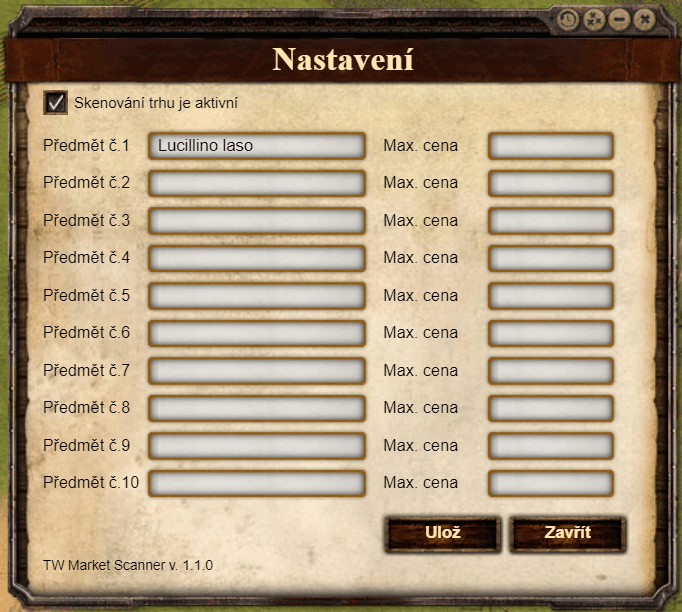 Nastavení
Skenování trhu je aktivní
Předmět č.1 Lucillino laso Max. cena
Předmět č.2 Max. cena
Předmět č.3 Max. cena
Předmět č.4 Max. cena
Předmět č.5 Max. cena
Předmět č.6 Max. cena
Předmět č.7 Max. cena
Předmět č.8 Max. cena
Předmět č.9 Max. cena
Předmět č.10 Max. cena
Ulož Zavřít
TW Market Scanner v. 1.1.0